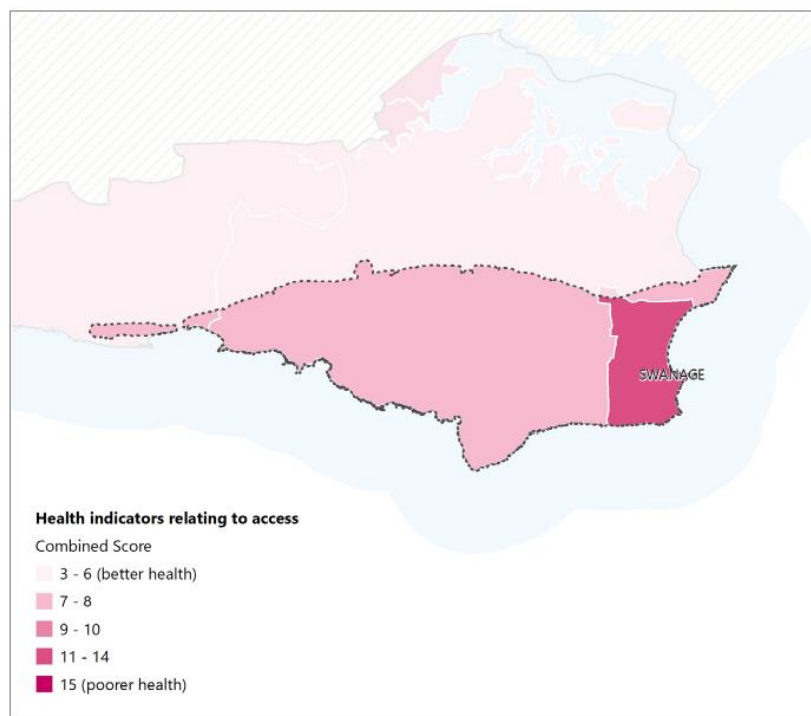 SWANAGE
Health indicators relating to access
Combined Score
3 - 6 (better health)
7 - 8
9 - 10
11 - 14
15 (poorer health)